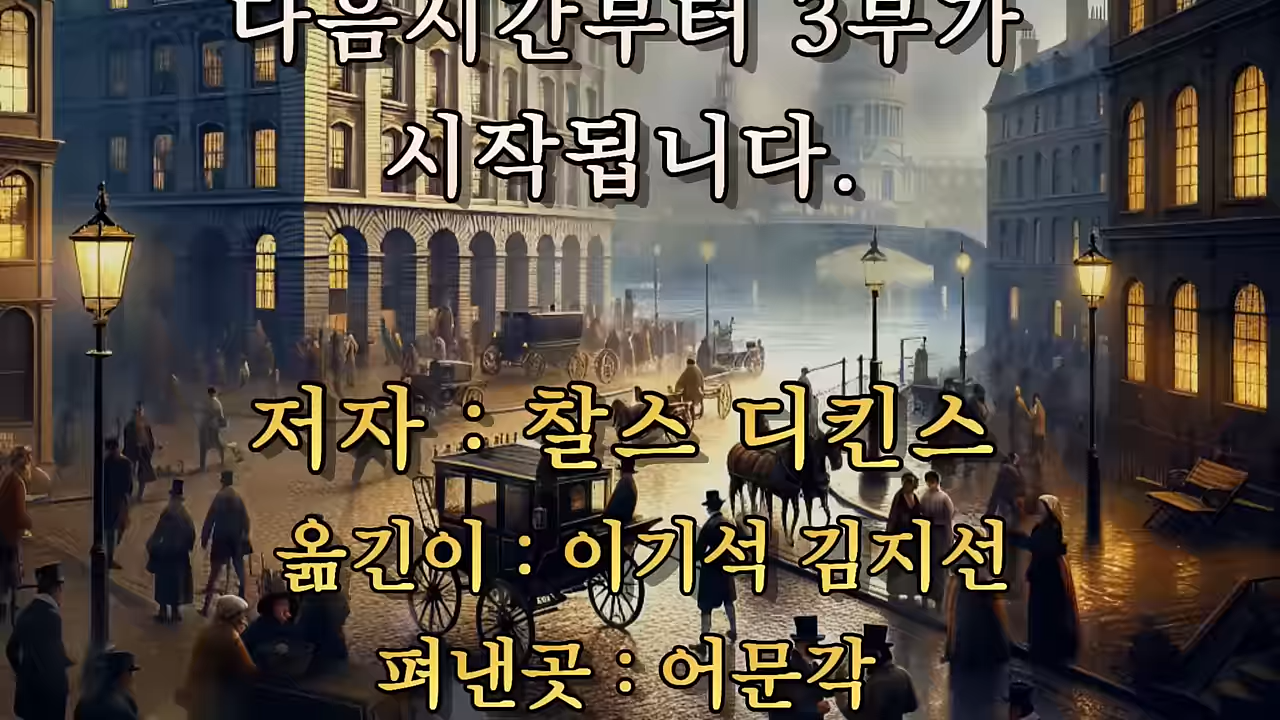 다음시간부터 3부가
시작됩니다.
저자 : 찰스 디킨스
옮긴이 : 이기석 김지선
펴낸곳 : 어문각